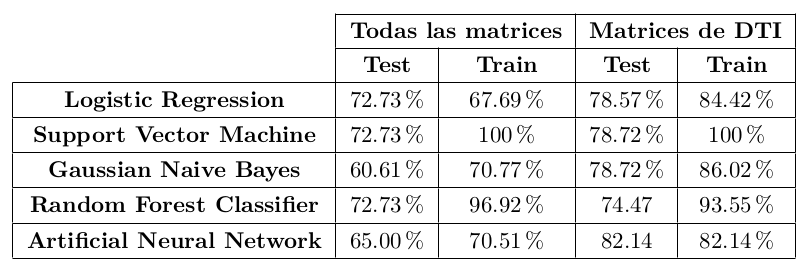 Todas las matrices Matrices de DTI
Test Train Test Train
Logistic Regression 72.73 % 67.69 % 78.57 % 84.42 %
Support Vector Machine 72.73 % 100 % 78.72 % 100 %
Gaussian Naive Bayes 60.61 % 70.77 % 78.72 % 86.02 %
Random Forest Classifier 72.73 % 96.92 % 74.47 93.55 %
Artificial Neural Network 65.00 % 70.51 % 82.14 82.14 %